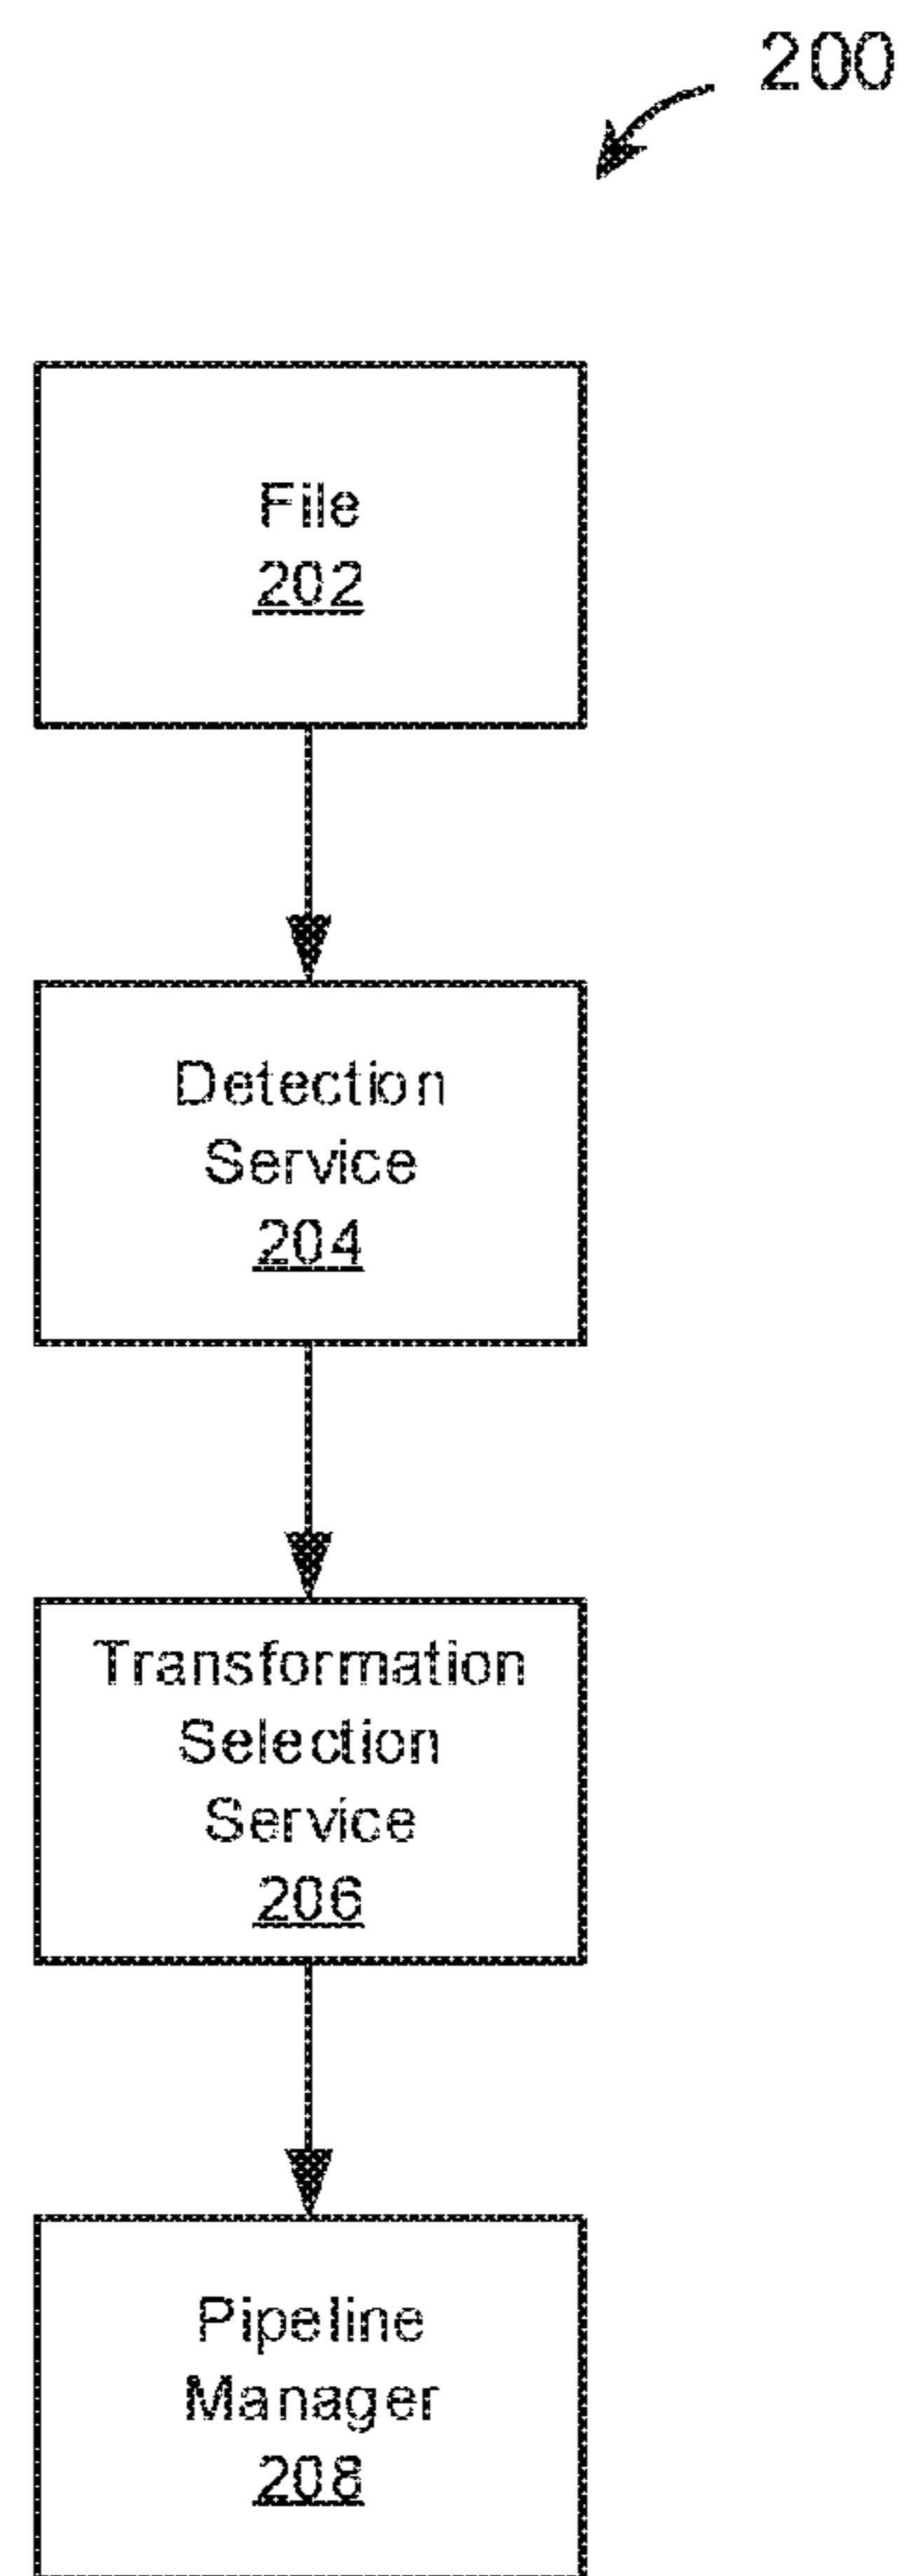 200
File
202
Detection
Service
204
Transformation
Selection
Service
206
Pipeline
Manager
208